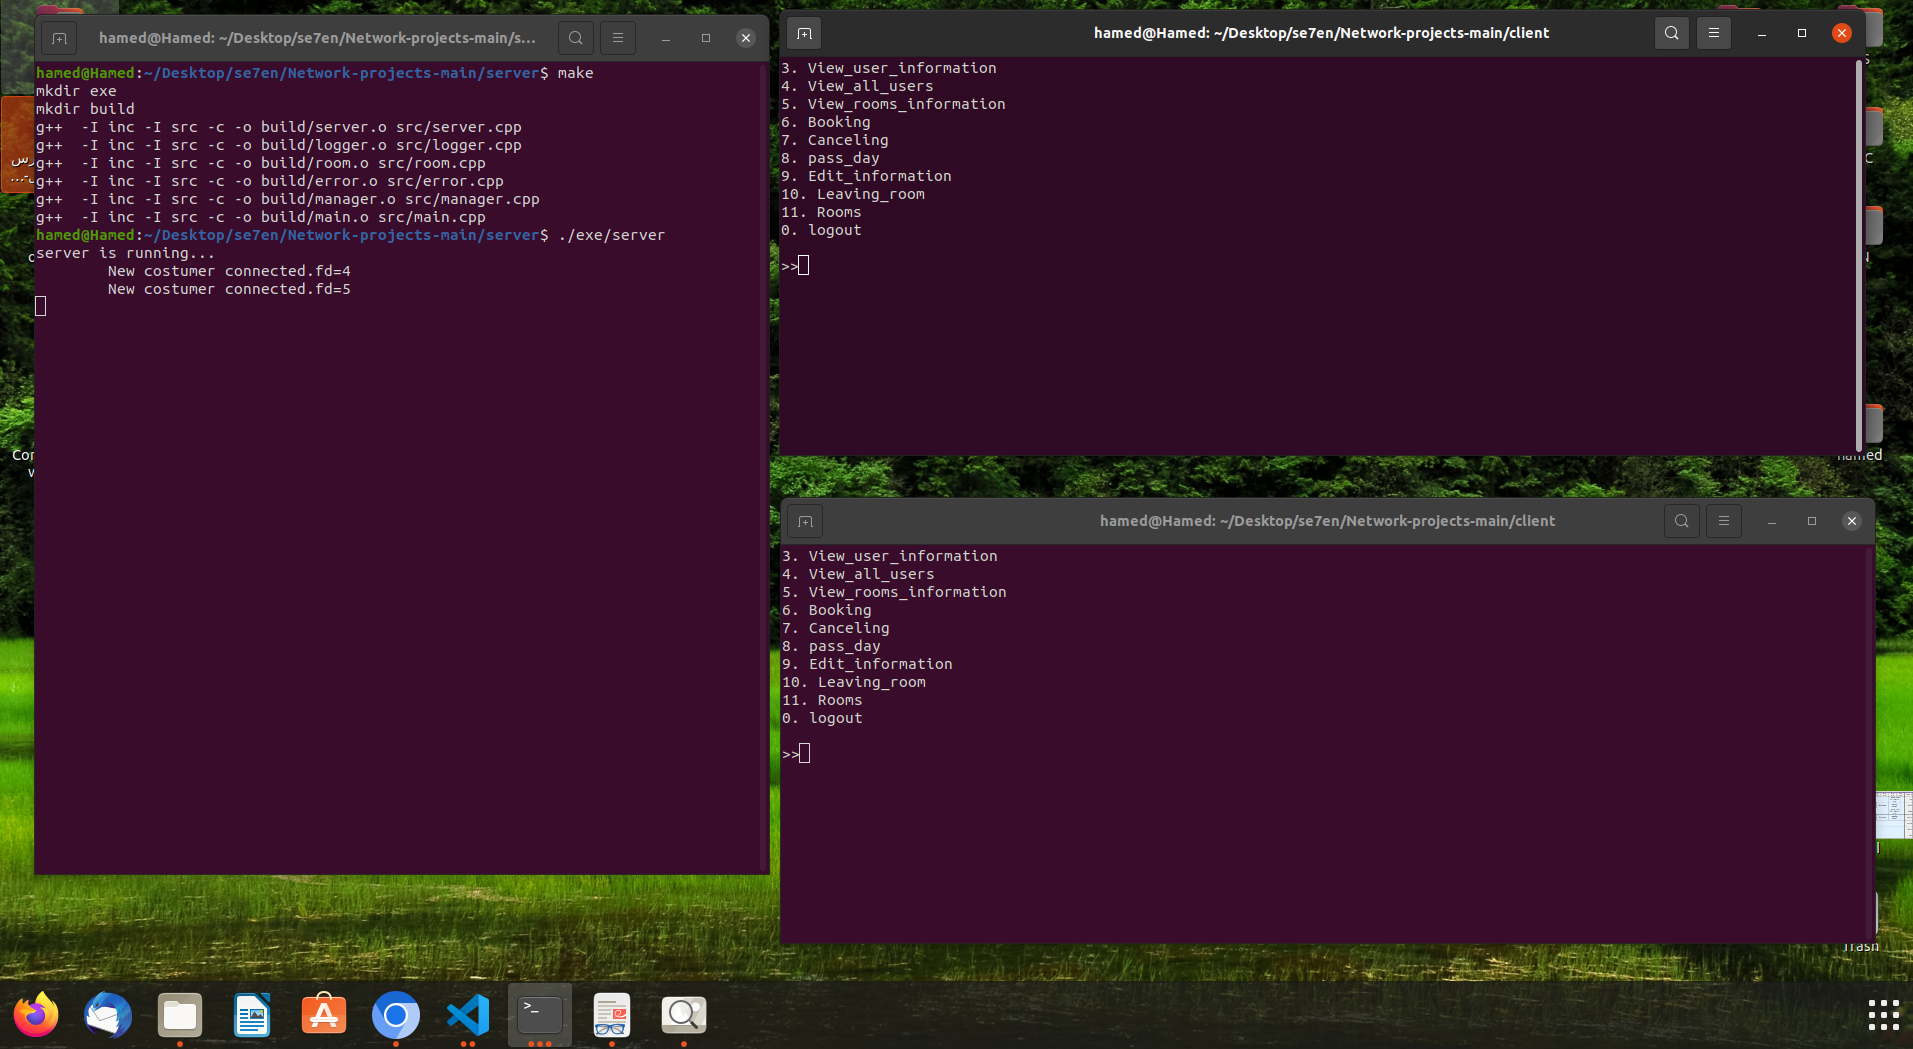 hamed@Hamed: ~/Desktop/se7en/Network-projects-main/s...
hamed@Hamed:~/Desktop/se7en/Network-projects-main/server$ make
mkdir exe
mkdir build
g++  -I inc -I src -c -o build/server.o src/server.cpp
g++  -I inc -I src -c -o build/logger.o src/logger.cpp
g++  -I inc -I src -c -o build/room.o src/room.cpp
g++  -I inc -I src -c -o build/error.o src/error.cpp
g++  -I inc -I src -c -o build/manager.o src/manager.cpp
g++  -I inc -I src -c -o build/main.o src/main.cpp
hamed@Hamed:~/Desktop/se7en/Network-projects-main/server$ ./exe/server
server is running...
        New costumer connected.fd=4
        New costumer connected.fd=5
hamed@Hamed: ~/Desktop/se7en/Network-projects-main/client
3. View_user_information
4. View_all_users
5. View_rooms_information
6. Booking
7. Canceling
8. pass_day
9. Edit_information
10. Leaving_room
11. Rooms
0. logout
>>
hamed@Hamed: ~/Desktop/se7en/Network-projects-main/client
3. View_user_information
4. View_all_users
5. View_rooms_information
6. Booking
7. Canceling
8. pass_day
9. Edit_information
10. Leaving_room
11. Rooms
0. logout
>>
hamed
Trash